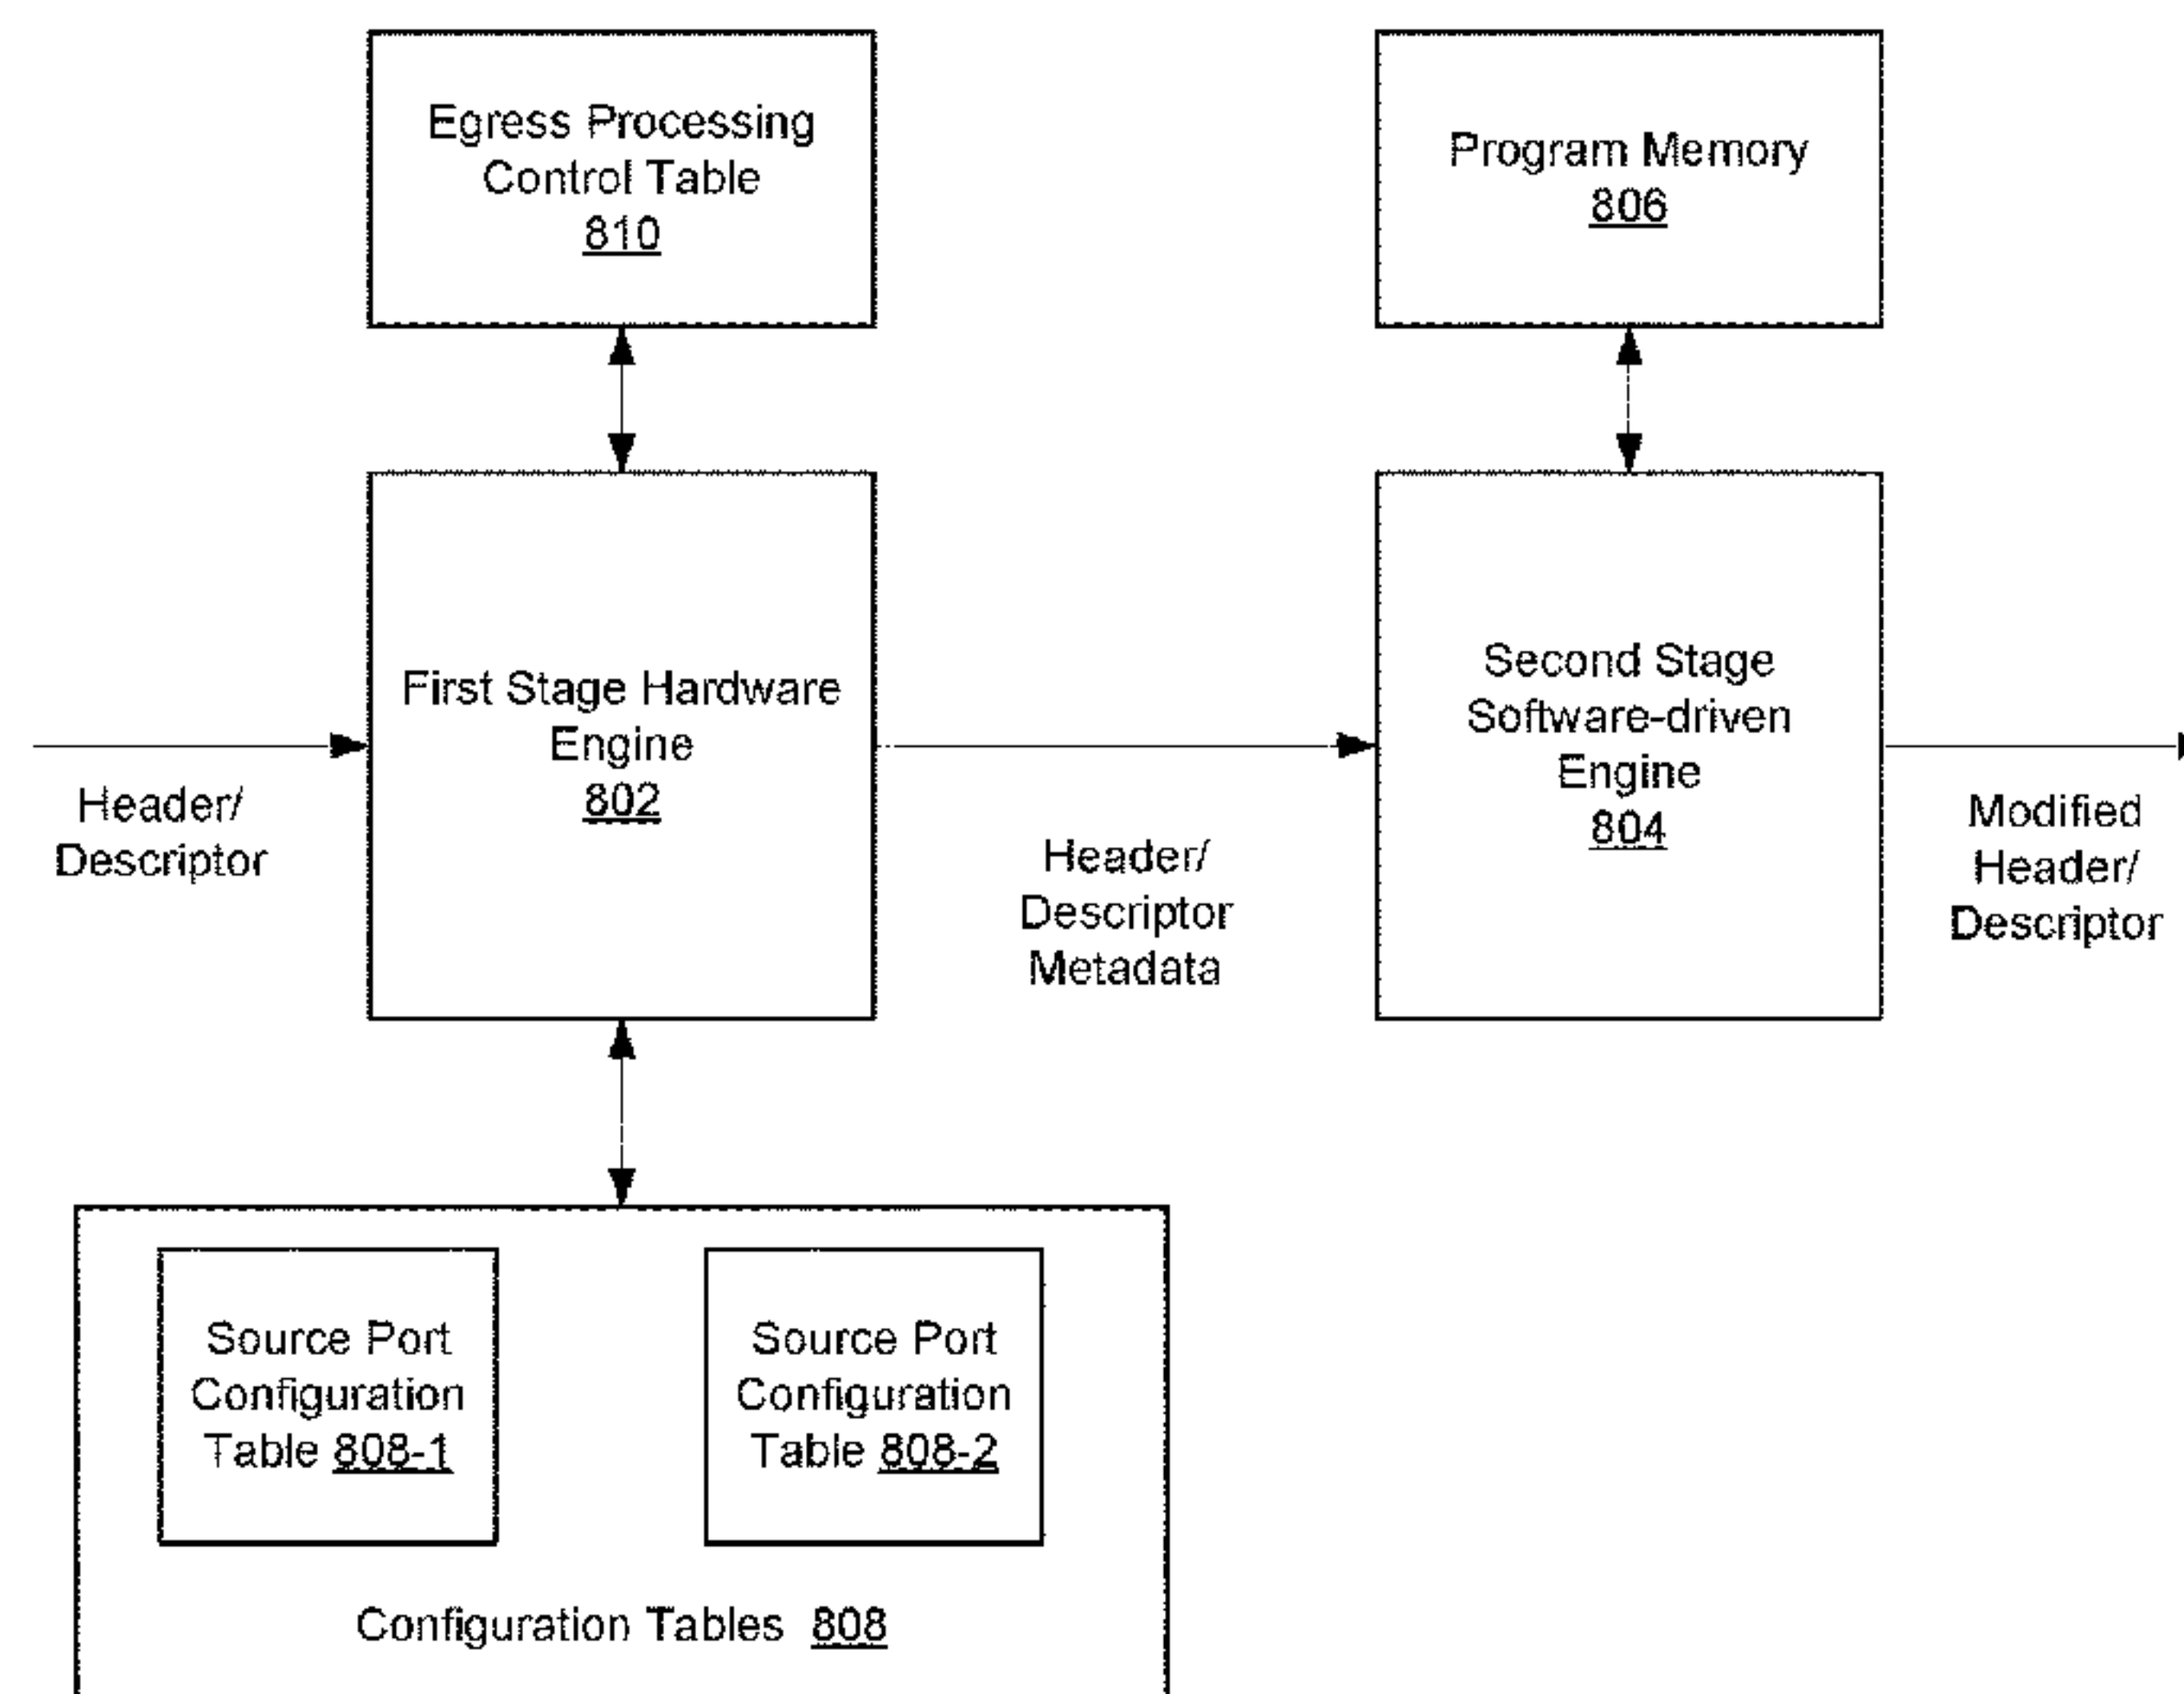 Egress Processing
Control Table
810
Program Memory
806
First Stage Hardware
Engine
802
Second Stage
Software-driven
Engine
804
Header/
Descriptor
Header/
Descriptor
Metadata
Modified
Header/
Descriptor
Source Port
Configuration
Table 808-1
Source Port
Configuration
Table 808-2
Configuration Tables 808